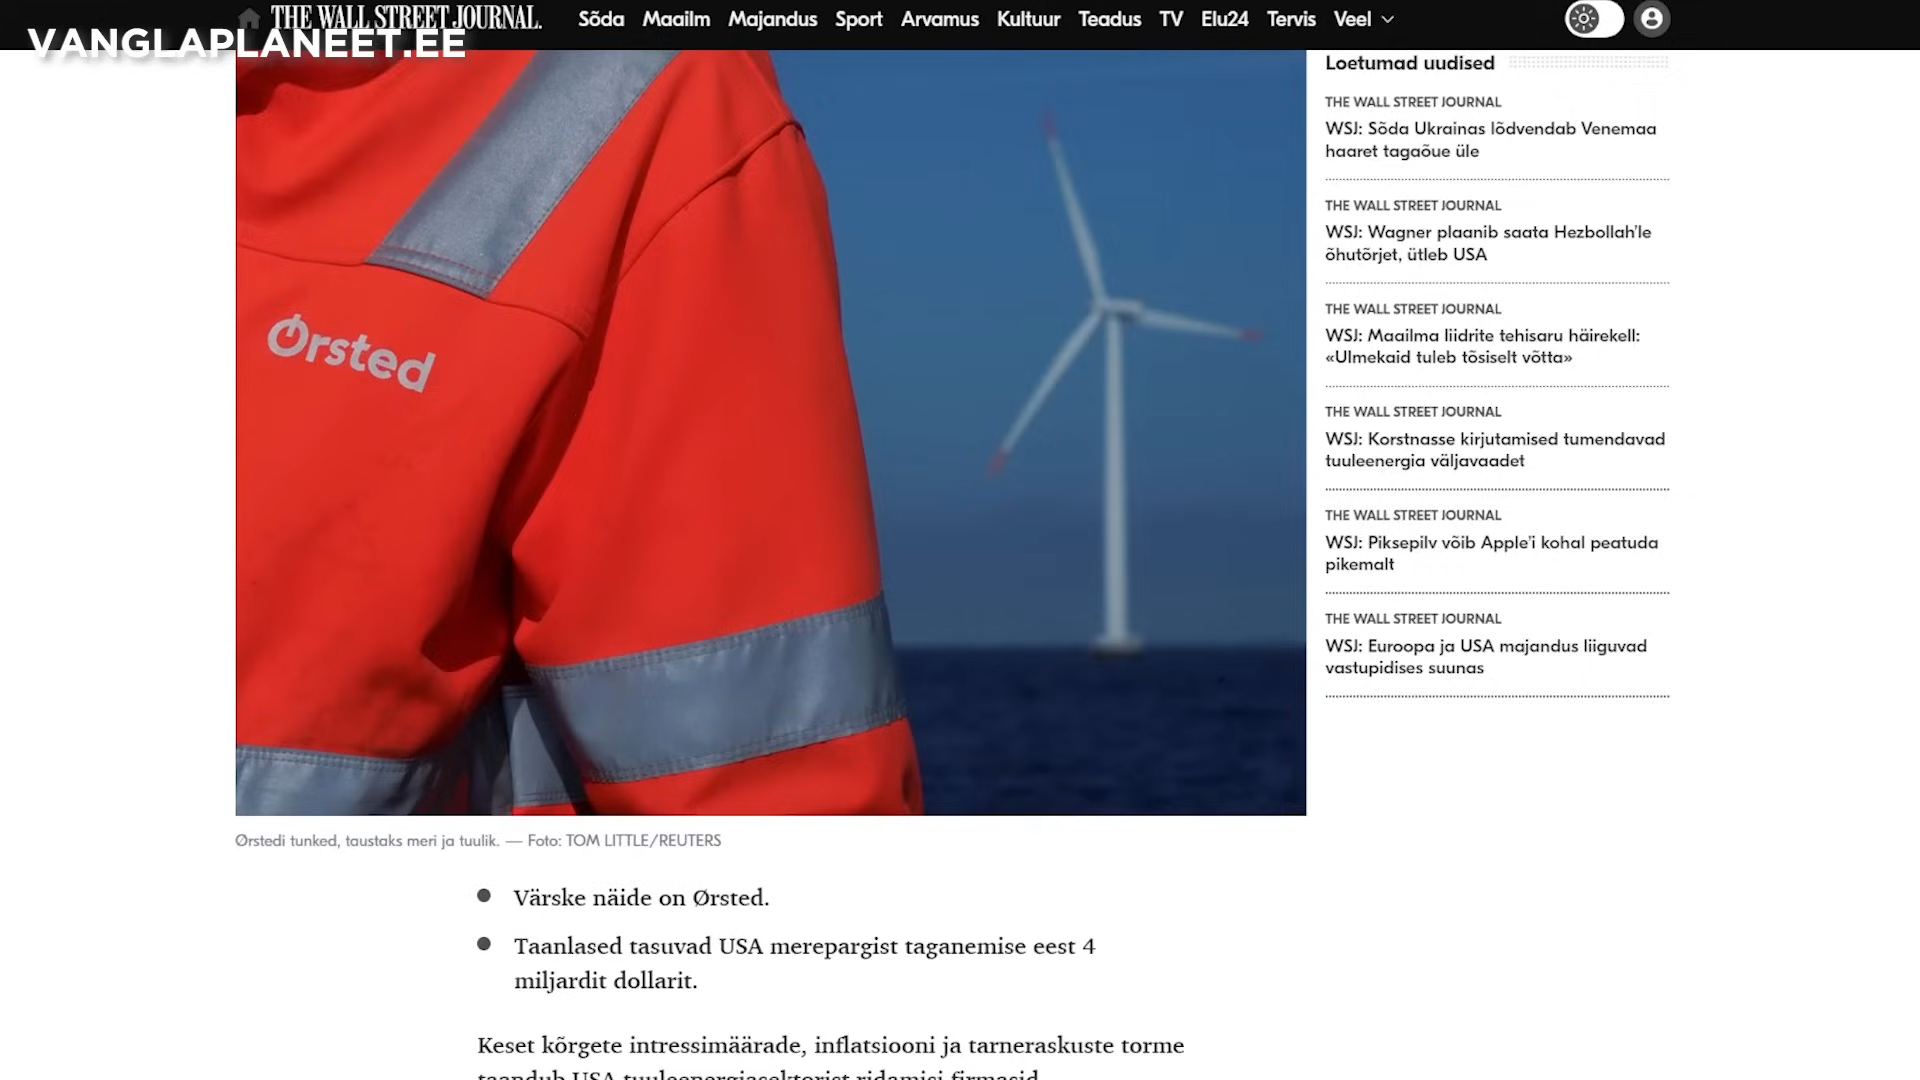 THE WALL STREET JOURNAL.
Sõda Maailm Majandus Sport Arvamus Kultuur Teadus TV Elu24 Tervis Veel
VANGLAPLANEET.EE
Ørsted
Ørstedi tunked, taustaks meri ja tuulik. — Foto: TOM LITTLE/REUTERS
Värske näide on Ørsted.
Taanlased tasuvad USA merepargist taganemise eest 4
miljardit dollarit.
Keset kõrgete intressimäärade, inflatsiooni ja tarneraskuste torme
taandub USA tuuleenergiasektorist ridamisi firmasid.
Loetumad uudised
THE WALL STREET JOURNAL
WSJ: Sõda Ukrainas lõdvendab Venemaa
haaret tagaõue üle
THE WALL STREET JOURNAL
WSJ: Wagner plaanib saata Hezbollah'le
õhutõrjet, ütleb USA
THE WALL STREET JOURNAL
WSJ: Maailma liidrite tehisaru häirekell:
«Ulmekaid tuleb tõsiselt võtta»
THE WALL STREET JOURNAL
WSJ: Korstnasse kirjutamised tumendavad
tuuleenergia väljavaadet
THE WALL STREET JOURNAL
WSJ: Piksepilv võib Apple'i kohal peatuda
pikemalt
THE WALL STREET JOURNAL
WSJ: Euroopa ja USA majandus liiguvad
vastupidises suunas